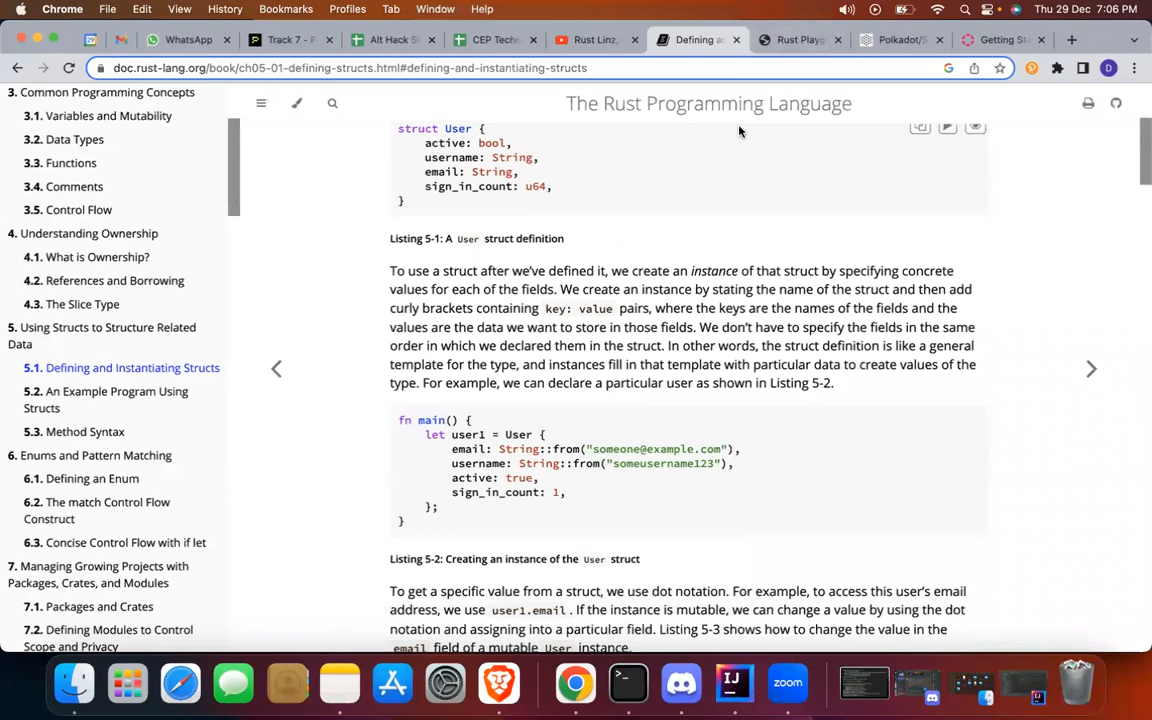 Chrome File Edit View History Bookmarks Profiles Tab Window Help Thu 29 Dec 7:06 PM
WhatsApp Track 7 - P Alt Hack S CEP Tech Rust Linz, Defining a Rust Playg Polkadot/S Getting St
doc.rust-lang.org/book/ch05-01-defining-structs.html#defining-and-instantiating-structs
The Rust Programming Language
3. Common Programming Concepts
3.1. Variables and Mutability
3.2. Data Types
3.3. Functions
3.4. Comments
3.5. Control Flow
4. Understanding Ownership
4.1. What is Ownership?
4.2. References and Borrowing
4.3. The Slice Type
5. Using Structs to Structure Related
Data
5.1. Defining and Instantiating Structs
5.2. An Example Program Using
Structs
5.3. Method Syntax
6. Enums and Pattern Matching
6.1. Defining an Enum
6.2. The match Control Flow
Construct
6.3. Concise Control Flow with if let
7. Managing Growing Projects with
Packages, Crates, and Modules
7.1. Packages and Crates
7.2. Defining Modules to Control
Scope and Privacy
struct User {
active: bool,
username: String,
email: String,
sign_in_count: u64,
}
Listing 5-1: A User struct definition
To use a struct after we've defined it, we create an instance of that struct by specifying concrete
values for each of the fields. We create an instance by stating the name of the struct and then add
curly brackets containing key: value pairs, where the keys are the names of the fields and the
values are the data we want to store in those fields. We don't have to specify the fields in the same
order in which we declared them in the struct. In other words, the struct definition is like a general
template for the type, and instances fill in that template with particular data to create values of the
type. For example, we can declare a particular user as shown in Listing 5-2.
fn main() {
let user1 = User {
email: String::from("someone@example.com"),
username: String::from("someusername123"),
active: true,
sign_in_count: 1,
};
}
Listing 5-2: Creating an instance of the User struct
To get a specific value from a struct, we use dot notation. For example, to access this user's email
address, we use user1.email. If the instance is mutable, we can change a value by using the dot
notation and assigning into a particular field. Listing 5-3 shows how to change the value in the
email field of a mutable User instance.
zoom